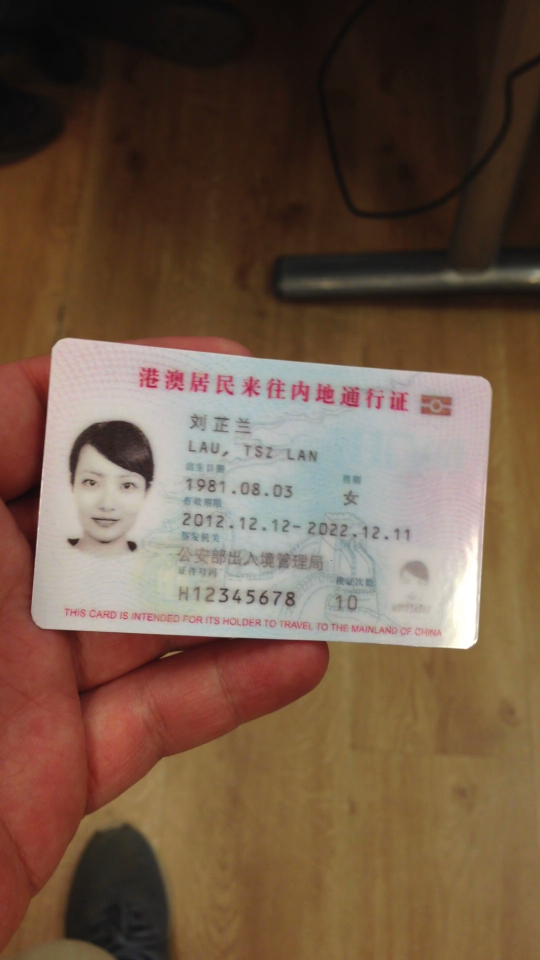 港澳居民来往内地通行证
刘芷兰
LAU, TSZ LAN
出生日期 性别
1981.08.03 女
有效期限
2012.12.12-2022.12.11
签发机关
公安部出入境管理局
证件号码 换证次数
H12345678 10
THIS CARD IS INTENDED FOR ITS HOLDER TO TRAVEL TO THE MAINLAND OF CHINA